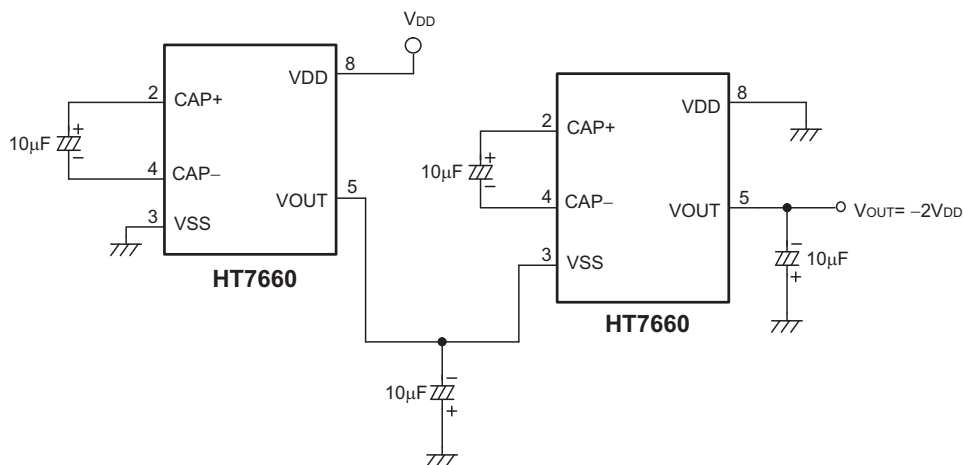 VDD
8
VDD
2
CAP+
+
10µF
−
4
CAP−
5
VOUT
3
VSS
HT7660
8
VDD
2
CAP+
+
10µF
−
4
CAP−
5
VOUT
VOUT= −2VDD
−
10µF
+
3
VSS
HT7660
−
10µF
+